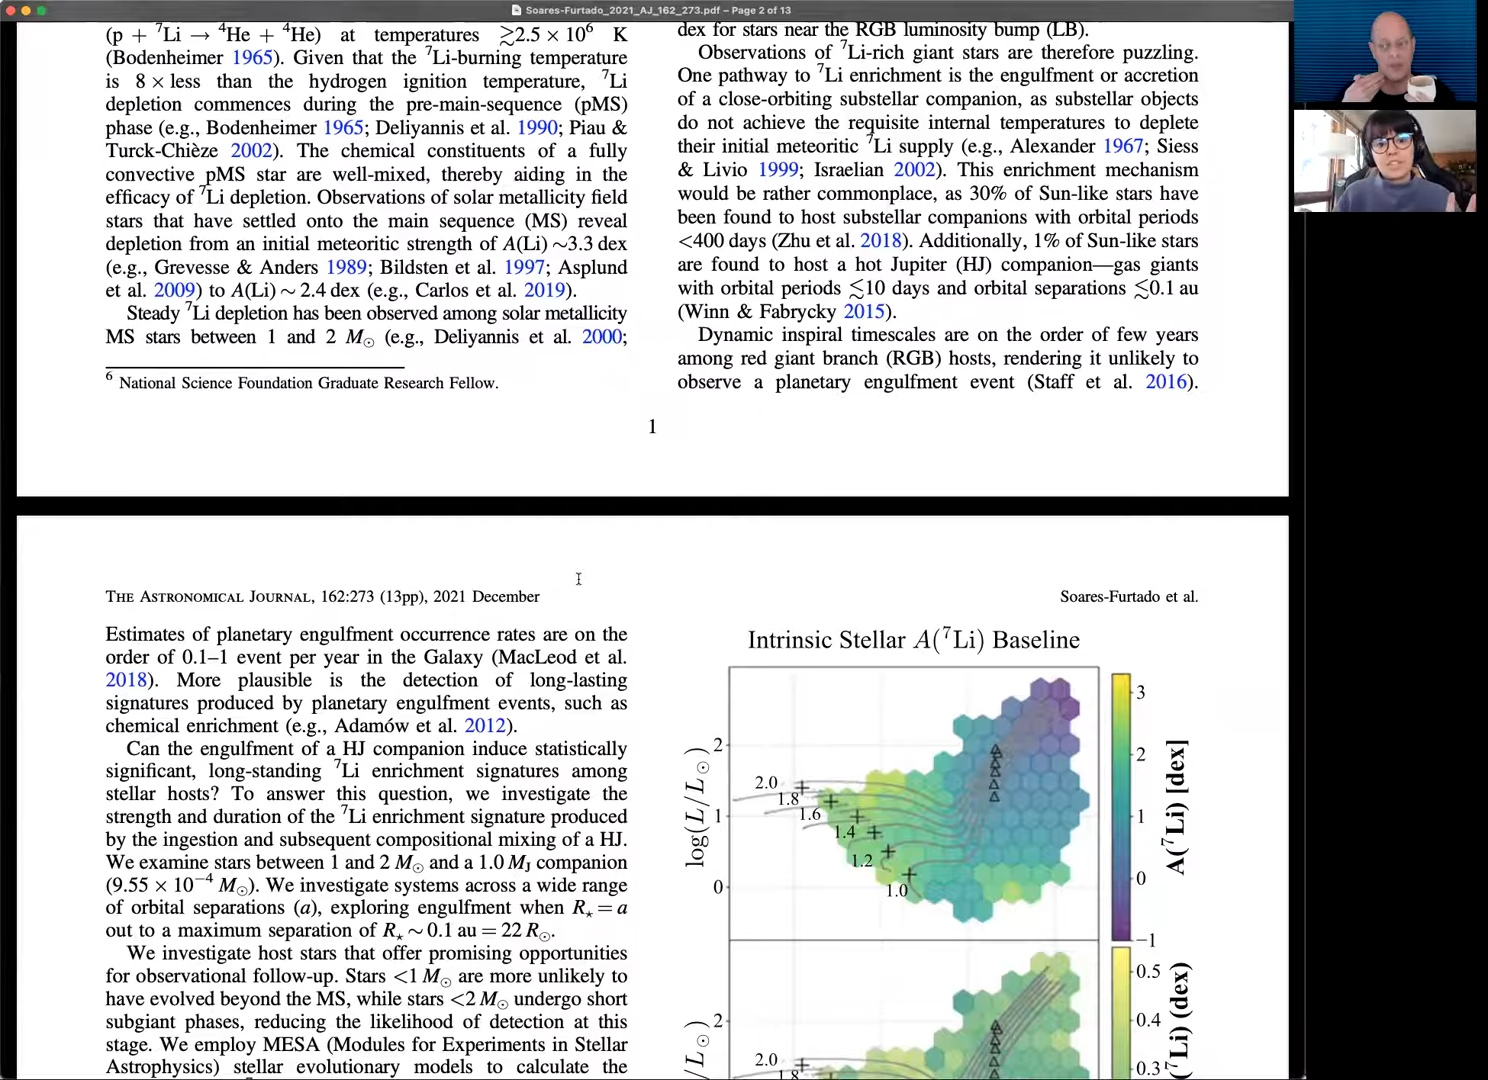 Soares-Furtado_2021_AJ_162_273.pdf – Page 2 of 13
(p + ⁷Li → ⁴He + ⁴He) at temperatures ≳2.5 × 10⁶ K
(Bodenheimer 1965). Given that the ⁷Li-burning temperature
is 8 × less than the hydrogen ignition temperature, ⁷Li
depletion commences during the pre-main-sequence (pMS)
phase (e.g., Bodenheimer 1965; Deliyannis et al. 1990; Piau &
Turck-Chièze 2002). The chemical constituents of a fully
convective pMS star are well-mixed, thereby aiding in the
efficacy of ⁷Li depletion. Observations of solar metallicity field
stars that have settled onto the main sequence (MS) reveal
depletion from an initial meteoritic strength of A(Li) ∼3.3 dex
(e.g., Grevesse & Anders 1989; Bildsten et al. 1997; Asplund
et al. 2009) to A(Li) ∼ 2.4 dex (e.g., Carlos et al. 2019).
Steady ⁷Li depletion has been observed among solar metallicity
MS stars between 1 and 2 M⊙ (e.g., Deliyannis et al. 2000;
⁶ National Science Foundation Graduate Research Fellow.
dex for stars near the RGB luminosity bump (LB).
Observations of ⁷Li-rich giant stars are therefore puzzling.
One pathway to ⁷Li enrichment is the engulfment or accretion
of a close-orbiting substellar companion, as substellar objects
do not achieve the requisite internal temperatures to deplete
their initial meteoritic ⁷Li supply (e.g., Alexander 1967; Siess
& Livio 1999; Israelian 2002). This enrichment mechanism
would be rather commonplace, as 30% of Sun-like stars have
been found to host substellar companions with orbital periods
<400 days (Zhu et al. 2018). Additionally, 1% of Sun-like stars
are found to host a hot Jupiter (HJ) companion—gas giants
with orbital periods ≲10 days and orbital separations ≲0.1 au
(Winn & Fabrycky 2015).
Dynamic inspiral timescales are on the order of few years
among red giant branch (RGB) hosts, rendering it unlikely to
observe a planetary engulfment event (Staff et al. 2016).
1
THE ASTRONOMICAL JOURNAL, 162:273 (13pp), 2021 December
Soares-Furtado et al.
Estimates of planetary engulfment occurrence rates are on the
order of 0.1–1 event per year in the Galaxy (MacLeod et al.
2018). More plausible is the detection of long-lasting
signatures produced by planetary engulfment events, such as
chemical enrichment (e.g., Adamów et al. 2012).
Can the engulfment of a HJ companion induce statistically
significant, long-standing ⁷Li enrichment signatures among
stellar hosts? To answer this question, we investigate the
strength and duration of the ⁷Li enrichment signature produced
by the ingestion and subsequent compositional mixing of a HJ.
We examine stars between 1 and 2 M⊙ and a 1.0 MJ companion
(9.55 × 10⁻⁴ M⊙). We investigate systems across a wide range
of orbital separations (a), exploring engulfment when R⋆ = a
out to a maximum separation of R⋆ ∼ 0.1 au = 22 R⊙.
We investigate host stars that offer promising opportunities
for observational follow-up. Stars <1 M⊙ are more unlikely to
have evolved beyond the MS, while stars <2 M⊙ undergo short
subgiant phases, reducing the likelihood of detection at this
stage. We employ MESA (Modules for Experiments in Stellar
Astrophysics) stellar evolutionary models to calculate the
Intrinsic Stellar A(⁷Li) Baseline
log(L/L⊙)
2
1
0
2.0
1.8
1.6
1.4
1.2
1.0
3
2
1
0
−1
A(⁷Li) [dex]
2
/L⊙)
2.0
1.8
0.5
0.4
0.3
(⁷Li) (dex)